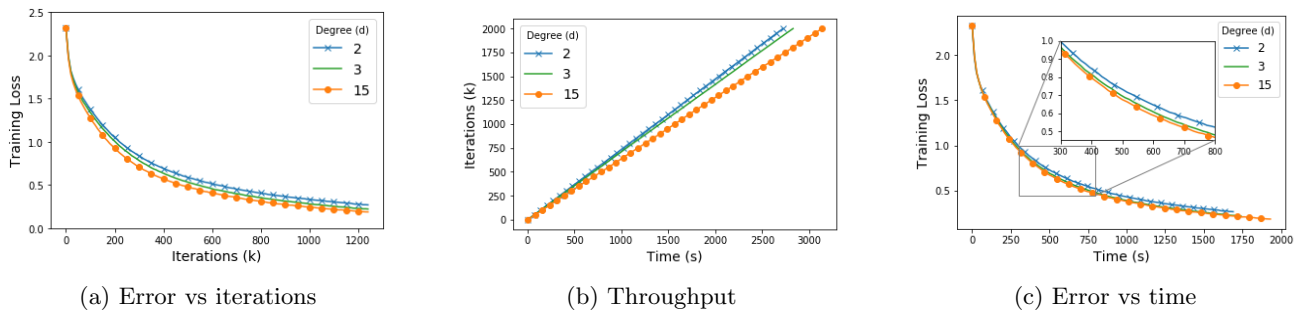 2.5
2.0
1.5
1.0
0.5
0.0
Training Loss
0 200 400 600 800 1000 1200
Iterations (k)
Degree (d)
2
3
15
(a) Error vs iterations
2000
1750
1500
1250
1000
750
500
250
0
Iterations (k)
0 500 1000 1500 2000 2500 3000
Time (s)
Degree (d)
2
3
15
(b) Throughput
2.0
1.5
1.0
0.5
Training Loss
0 250 500 750 1000 1250 1500 1750 2000
Time (s)
1.0
0.9
0.8
0.7
0.6
0.5
300 400 500 600 700 800
Degree (d)
2
3
15
(c) Error vs time